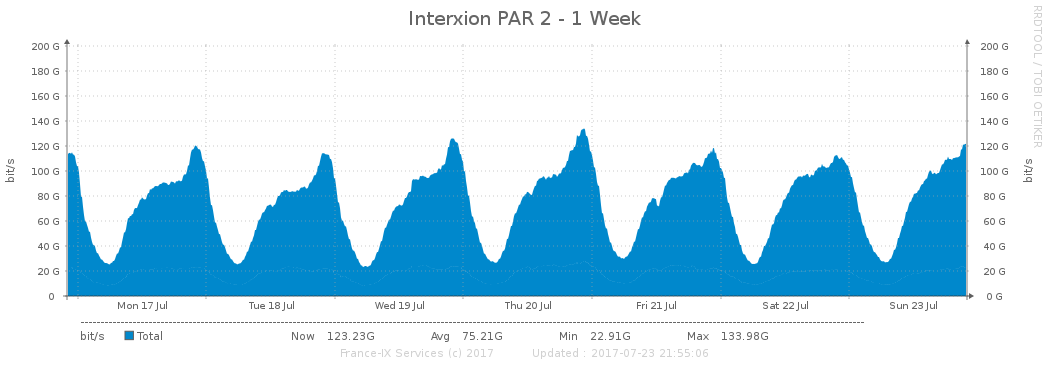 Interxion PAR 2 - 1 Week
RRDTOOL / TOBI OETIKER
200 G 200 G
180 G 180 G
160 G 160 G
140 G 140 G
120 G 120 G
100 G 100 G
80 G 80 G
60 G 60 G
40 G 40 G
20 G 20 G
0 0 G
bit/s bit/s
Mon 17 Jul Tue 18 Jul Wed 19 Jul Thu 20 Jul Fri 21 Jul Sat 22 Jul Sun 23 Jul
bit/s Total Now 123.23G Avg 75.21G Min 22.91G Max 133.98G
France-IX Services (c) 2017 Updated : 2017-07-23 21:55:06